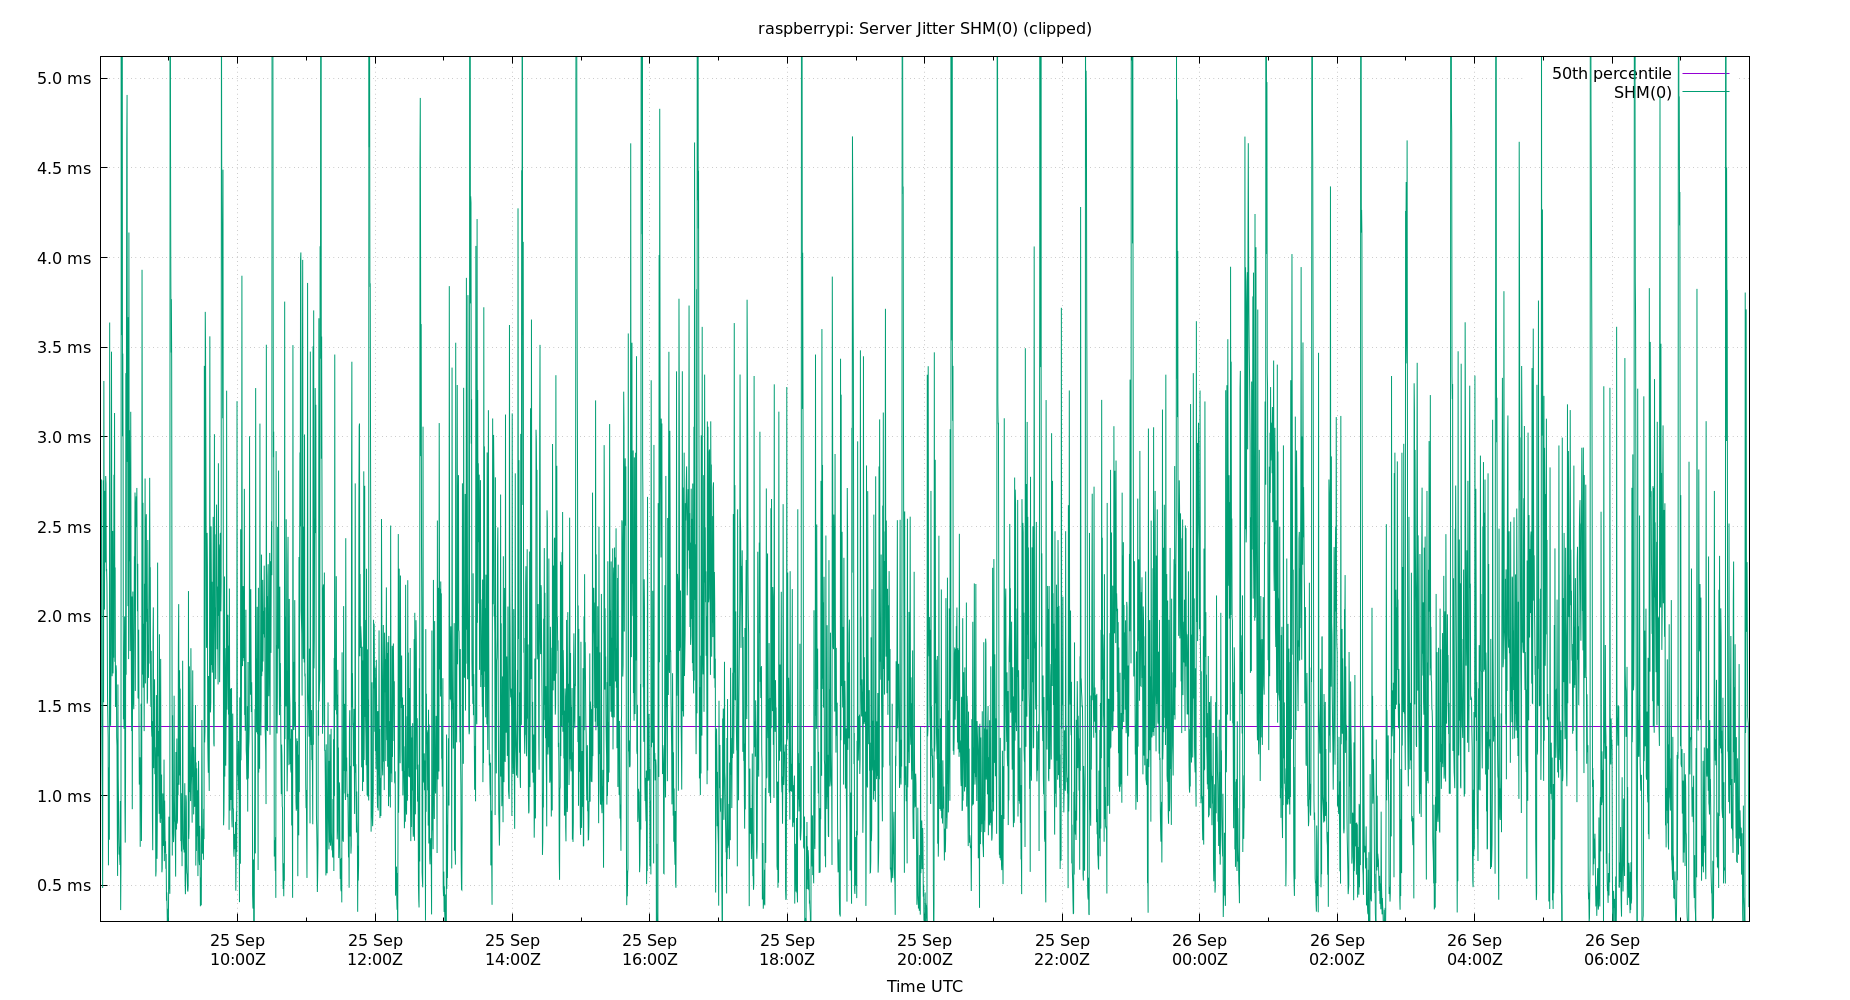 raspberrypi: Server Jitter SHM(0) (clipped)
50th percentile
SHM(0)
5.0 ms
4.5 ms
4.0 ms
3.5 ms
3.0 ms
2.5 ms
2.0 ms
1.5 ms
1.0 ms
0.5 ms
25 Sep 25 Sep 25 Sep 25 Sep 25 Sep 25 Sep 25 Sep 26 Sep 26 Sep 26 Sep 26 Sep
10:00Z 12:00Z 14:00Z 16:00Z 18:00Z 20:00Z 22:00Z 00:00Z 02:00Z 04:00Z 06:00Z
Time UTC